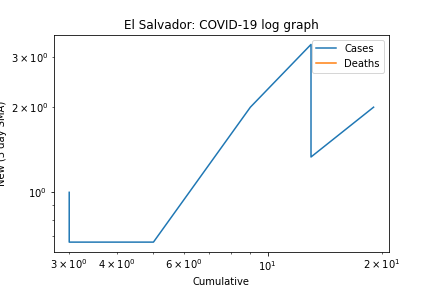 El Salvador: COVID-19 log graph
Cases
Deaths
3 × 10⁰
2 × 10⁰
10⁰
New (3 day SMA)
3 × 10⁰ 4 × 10⁰ 6 × 10⁰ 10¹ 2 × 10¹
Cumulative